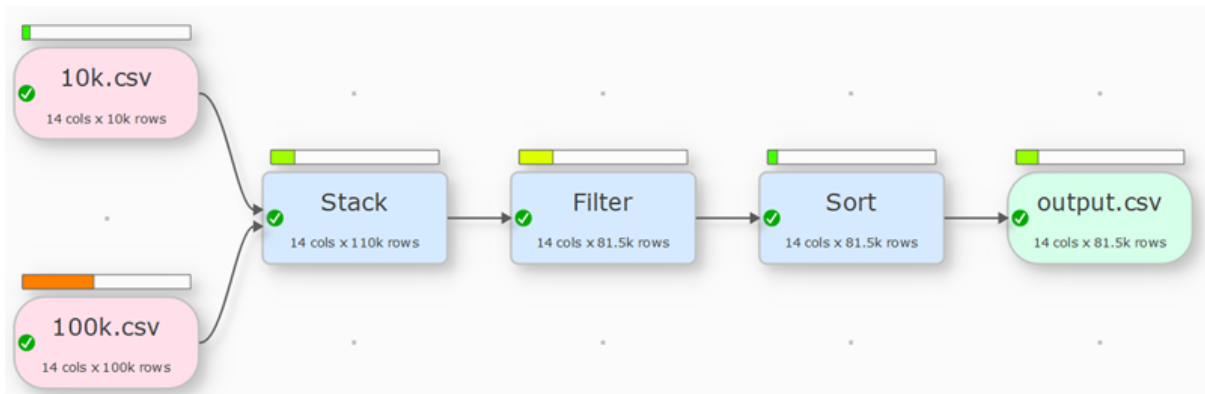 10k.csv
14 cols x 10k rows
100k.csv
14 cols x 100k rows
Stack
14 cols x 110k rows
Filter
14 cols x 81.5k rows
Sort
14 cols x 81.5k rows
output.csv
14 cols x 81.5k rows